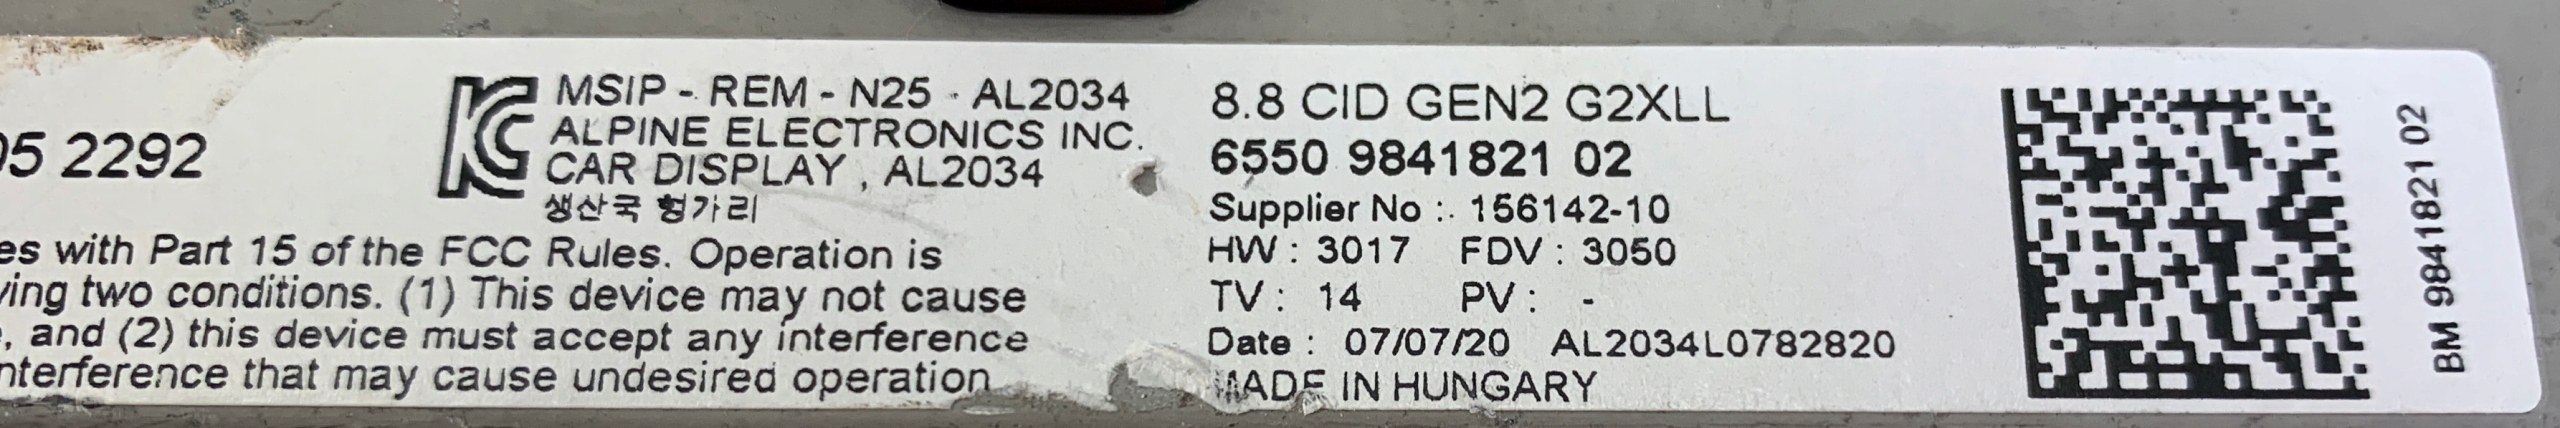 05 2292
MSIP - REM - N25 - AL2034
ALPINE ELECTRONICS INC.
CAR DISPLAY, AL2034
생산국 헝가리
es with Part 15 of the FCC Rules. Operation is
ving two conditions. (1) This device may not cause
, and (2) this device must accept any interference
nterference that may cause undesired operation
8.8 CID GEN2 G2XLL
6550 9841821 02
Supplier No : 156142-10
HW : 3017 FDV : 3050
TV : 14 PV : -
Date : 07/07/20 AL2034L0782820
MADE IN HUNGARY
BM 9841821 02